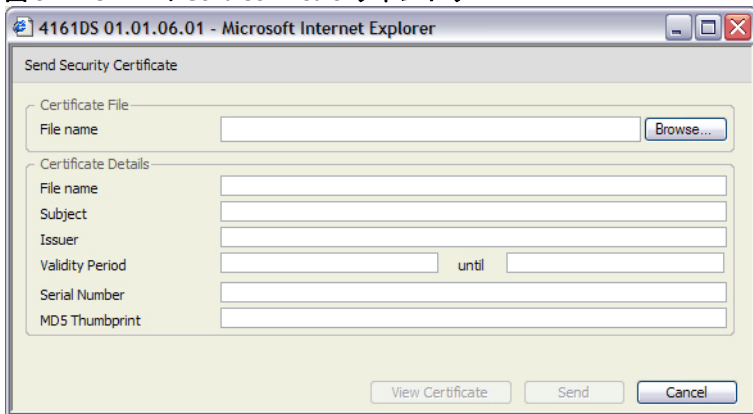 4161DS 01.01.06.01 - Microsoft Internet Explorer
Send Security Certificate
Certificate File
File name
Browse...
Certificate Details
File name
Subject
Issuer
Validity Period until
Serial Number
MD5 Thumbprint
View Certificate Send Cancel